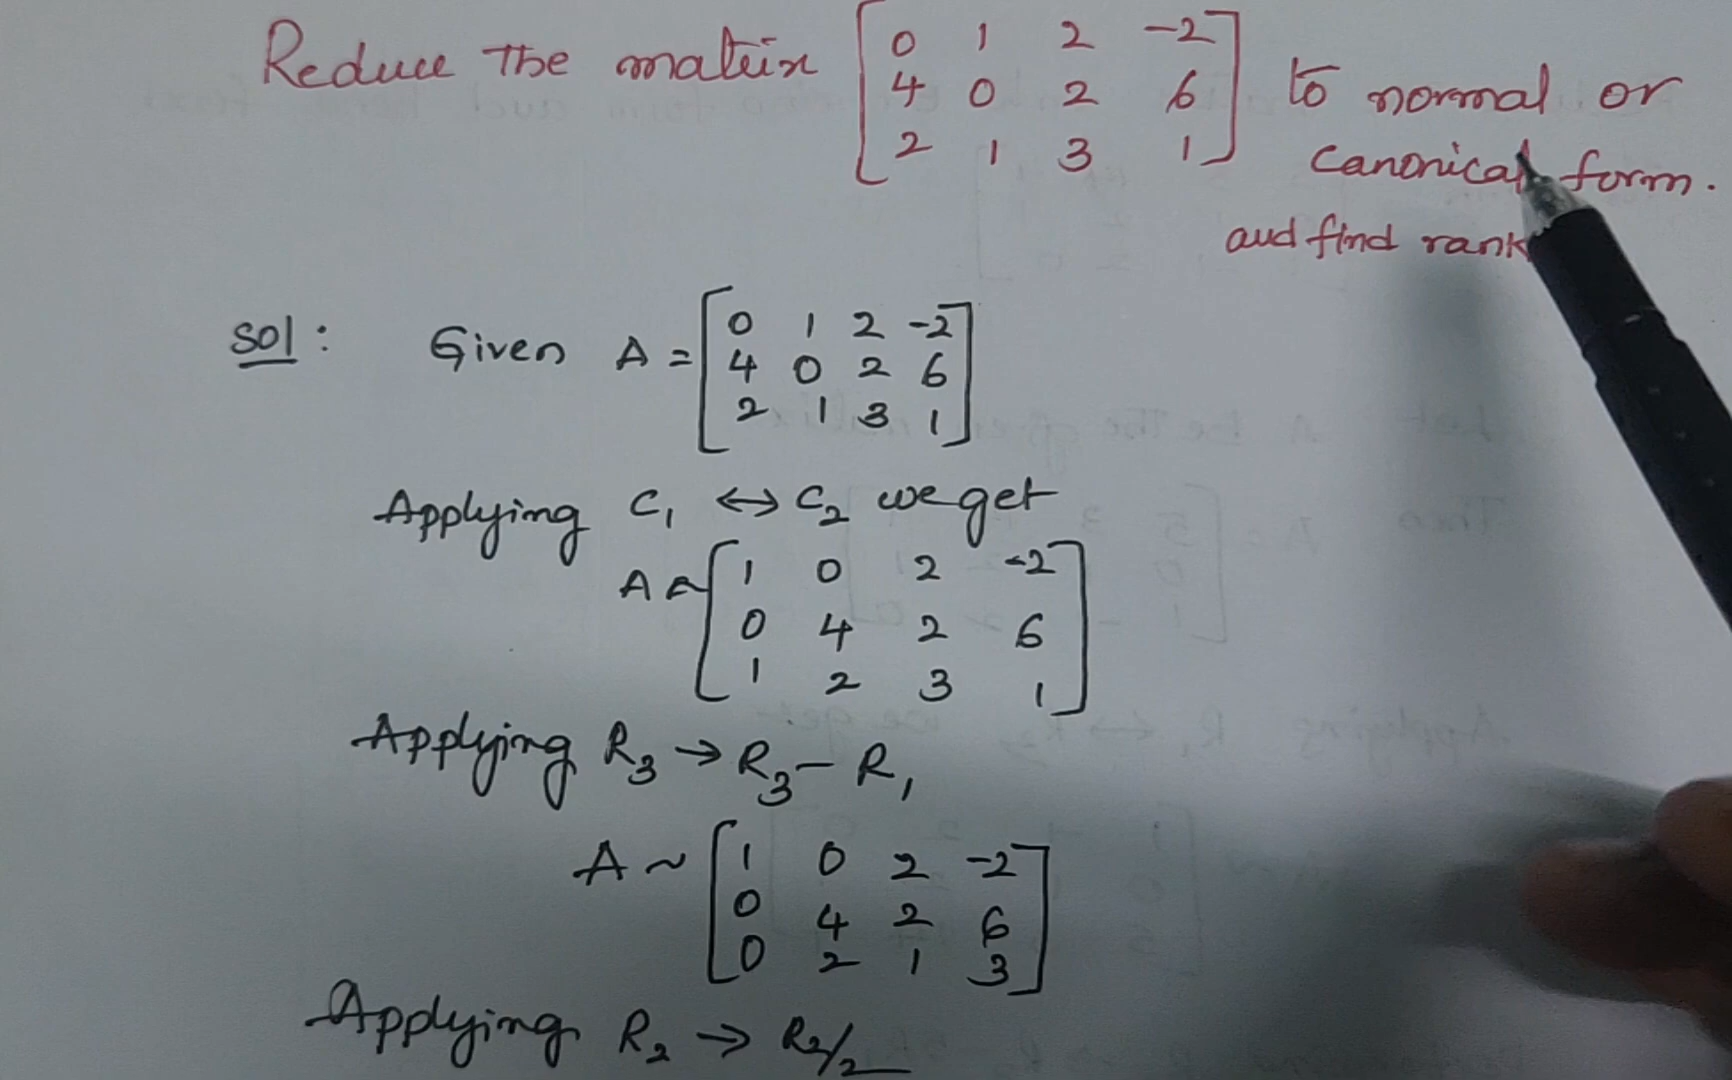 Reduce The matrix [ 0 1 2 -2 ] to normal or
4 0 2 6
2 1 3 1
canonical form.
and find rank
Sol : Given A = [ 0 1 2 -2 ]
4 0 2 6
2 1 3 1
Applying C₁ ↔ C₂ we get
A ~ [ 1 0 2 -2 ]
0 4 2 6
1 2 3 1
Applying R₃ → R₃ - R₁
A ~ [ 1 0 2 -2 ]
0 4 2 6
0 2 1 3
Applying R₂ → R₂/2